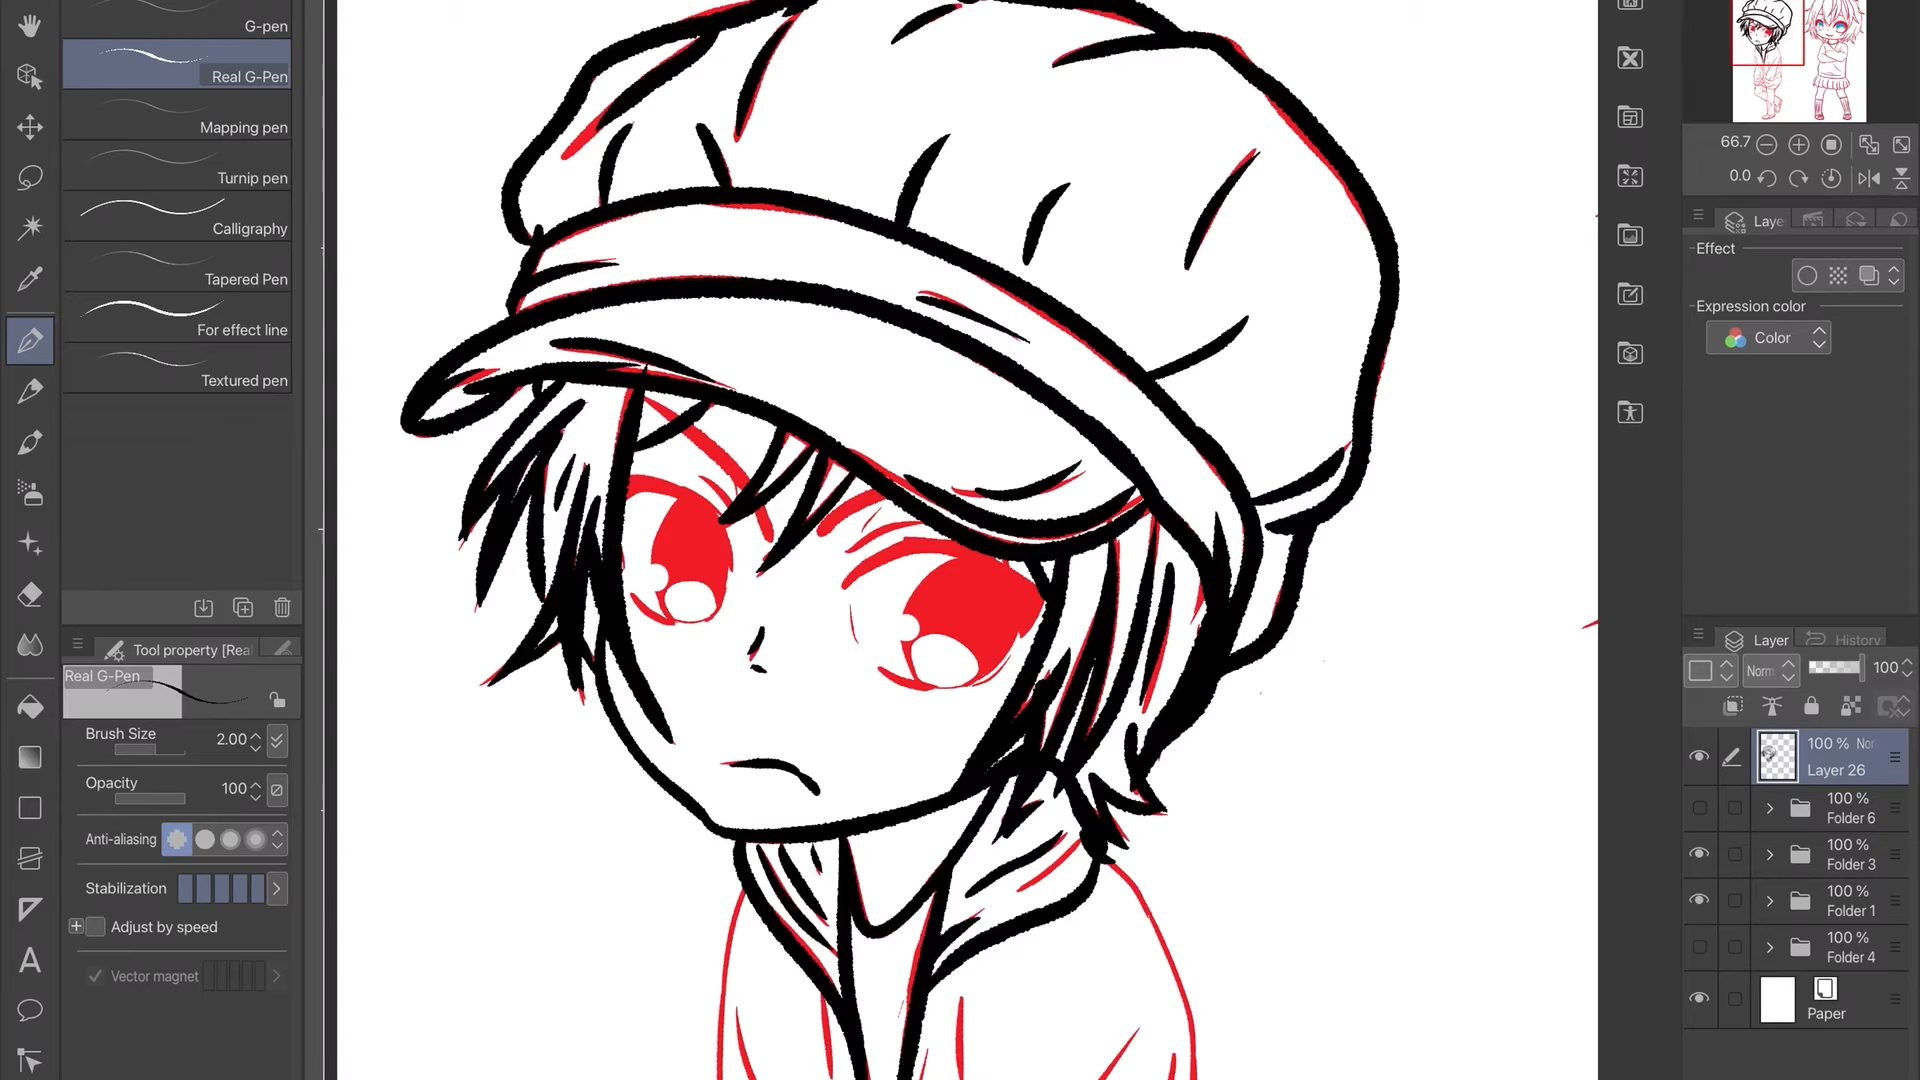 G-pen
Real G-Pen
Mapping pen
Turnip pen
Calligraphy
Tapered Pen
For effect line
Textured pen
Tool property [Rea
Real G-Pen
Brush Size
2.00
Opacity
100
Anti-aliasing
Stabilization
Adjust by speed
Vector magnet
A
66.7
0.0
Laye
Effect
Expression color
Color
Layer
History
Norm
100
100 % Nor
Layer 26
100 %
Folder 6
100 %
Folder 3
100 %
Folder 1
100 %
Folder 4
Paper